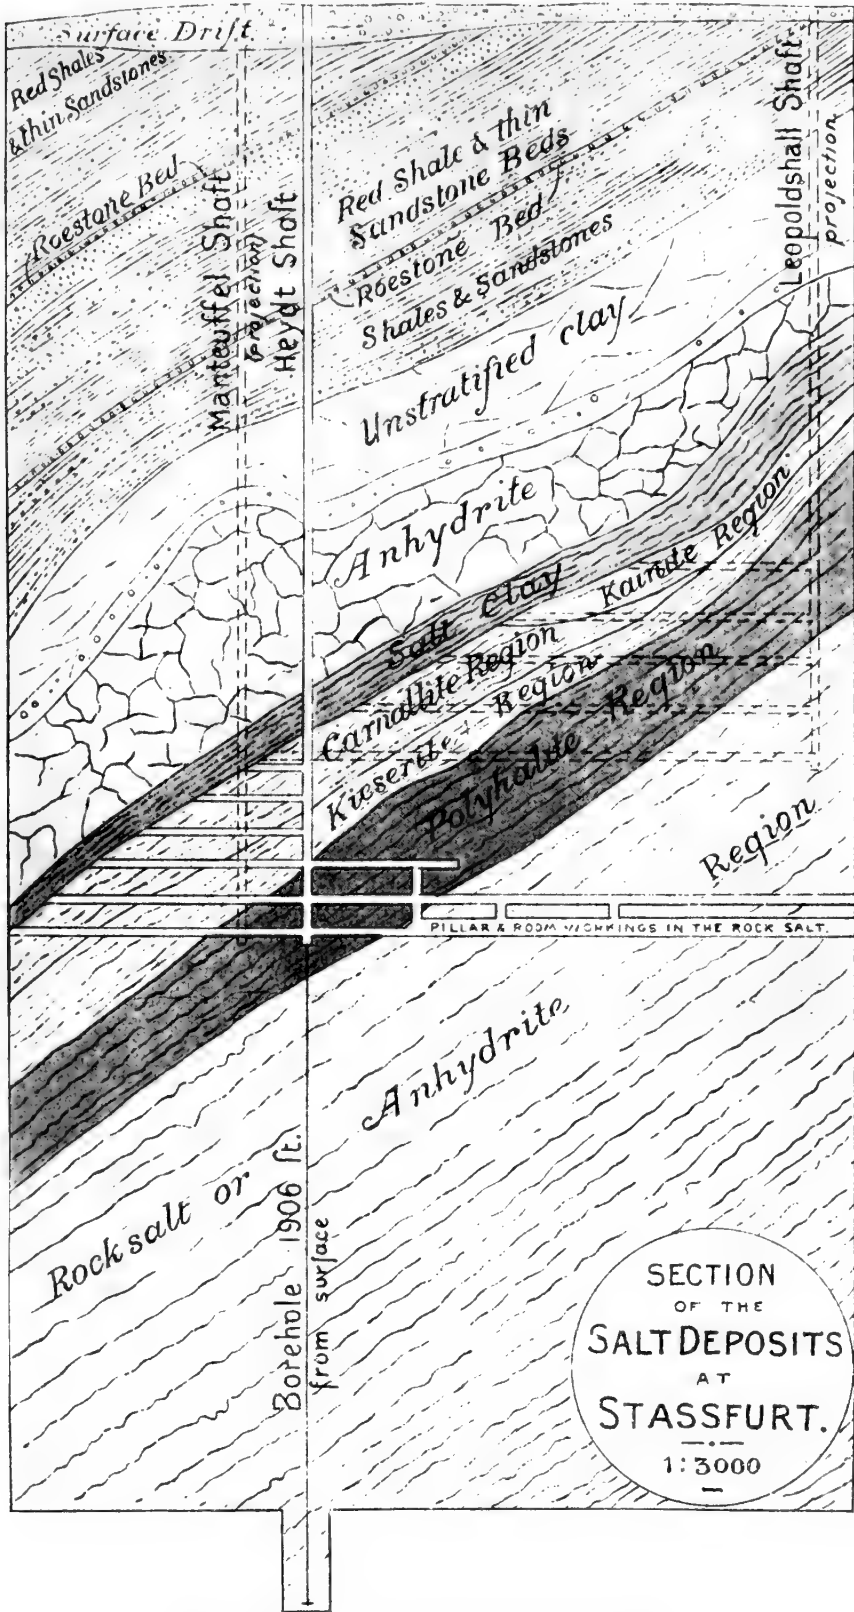 Surface Drift.
Red Shales
& thin Sandstones
Roestone Bed
Manteuffel Shaft
(projection)
Heydt Shaft
Red Shale & thin
Sandstone Beds
Roestone Bed
Shales & Sandstones
Leopoldshall Shaft
projection
Unstratified clay
Anhydrite
Salt Clay
Kainite Region
Carnallite Region
Kieserite Region
Polyhalite Region
Region
PILLAR & ROOM WORKINGS IN THE ROCK SALT.
Anhydrite
Rocksalt or
Borehole 1906 ft.
from surface
SECTION
OF THE
SALT DEPOSITS
AT
STASSFURT.
1:3000